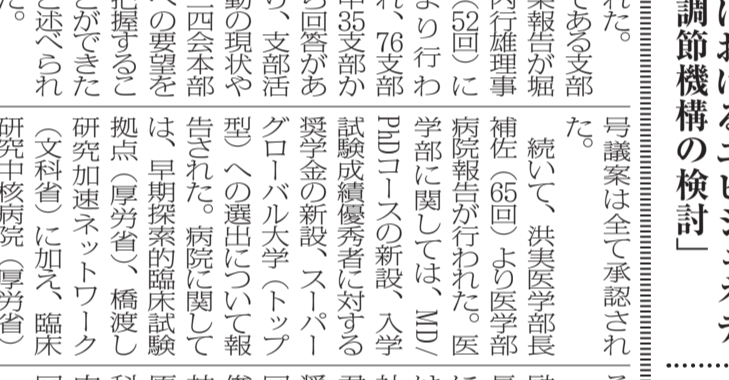 におけるエピジェネテ
調節機構の検討」
れた。
である支部
業報告が堀
内行雄理事
（52回）に
より行わ
れ、76支部
中35支部か
ら回答があ
り、支部活
動の現状や
三四会本部
への要望を
把握するこ
とができた
と述べられ
た。
号議案は全て承認され
た。
続いて、洪実医学部長
補佐（65回）より医学部
病院報告が行われた。医
学部に関しては、MD/
PhDコースの新設、入学
試験成績優秀者に対する
奨学金の新設、スーパー
グローバル大学（トップ
型）への選出について報
告された。病院に関して
は、早期探索的臨床試験
拠点（厚労省）、橋渡し
研究加速ネットワーク
（文科省）に加え、臨床
研究中核病院（厚労省）